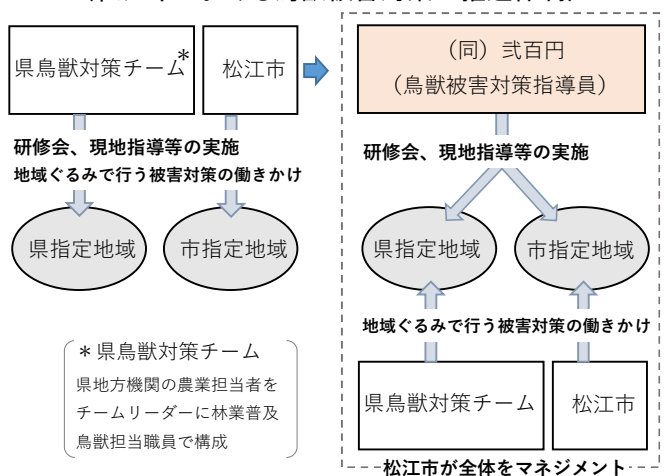 県鳥獣対策チーム*
松江市
研修会、現地指導等の実施
地域ぐるみで行う被害対策の働きかけ
県指定地域
市指定地域
*県鳥獣対策チーム
県地方機関の農業担当者を
チームリーダーに林業普及
鳥獣担当職員で構成
(同)弐百円
(鳥獣被害対策指導員)
研修会、現地指導等の実施
県指定地域
市指定地域
地域ぐるみで行う被害対策の働きかけ
県鳥獣対策チーム
松江市
松江市が全体をマネジメント